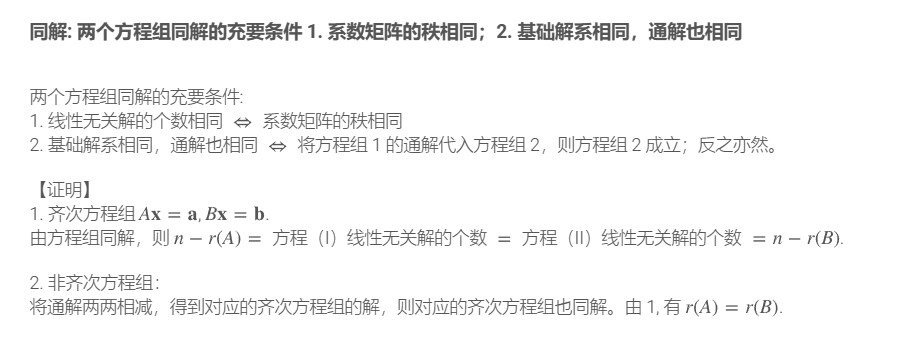 同解: 两个方程组同解的充要条件 1. 系数矩阵的秩相同；2. 基础解系相同，通解也相同
两个方程组同解的充要条件:
1. 线性无关解的个数相同 ⇔ 系数矩阵的秩相同
2. 基础解系相同，通解也相同 ⇔ 将方程组 1 的通解代入方程组 2，则方程组 2 成立；反之亦然。
【证明】
1. 齐次方程组 Ax = a, Bx = b.
由方程组同解，则 n − r(A) = 方程（I）线性无关解的个数 = 方程（II）线性无关解的个数 = n − r(B).
2. 非齐次方程组：
将通解两两相减，得到对应的齐次方程组的解，则对应的齐次方程组也同解。由 1, 有 r(A) = r(B).